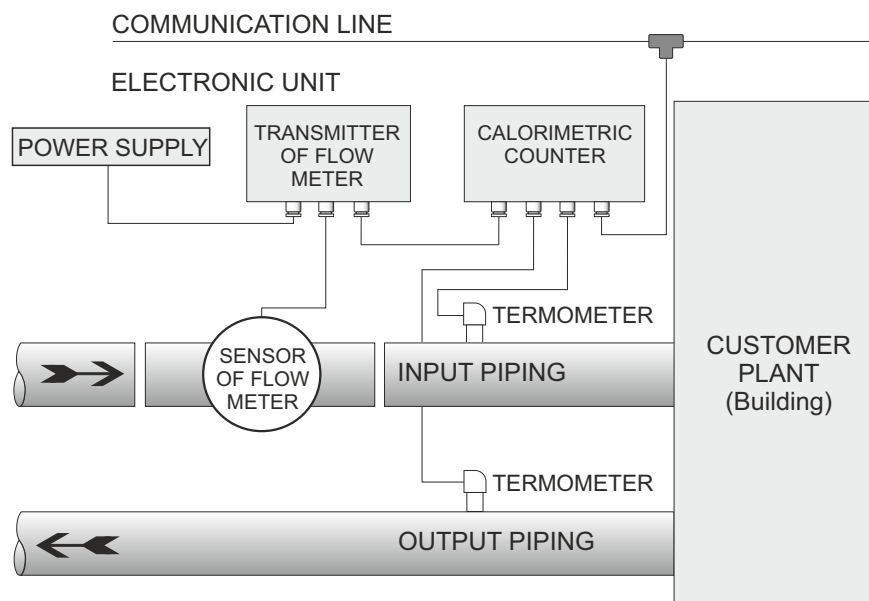 COMMUNICATION LINE
ELECTRONIC UNIT
POWER SUPPLY
TRANSMITTER
OF FLOW
METER
CALORIMETRIC
COUNTER
TERMOMETER
SENSOR
OF FLOW
METER
INPUT PIPING
CUSTOMER
PLANT
(Building)
TERMOMETER
OUTPUT PIPING